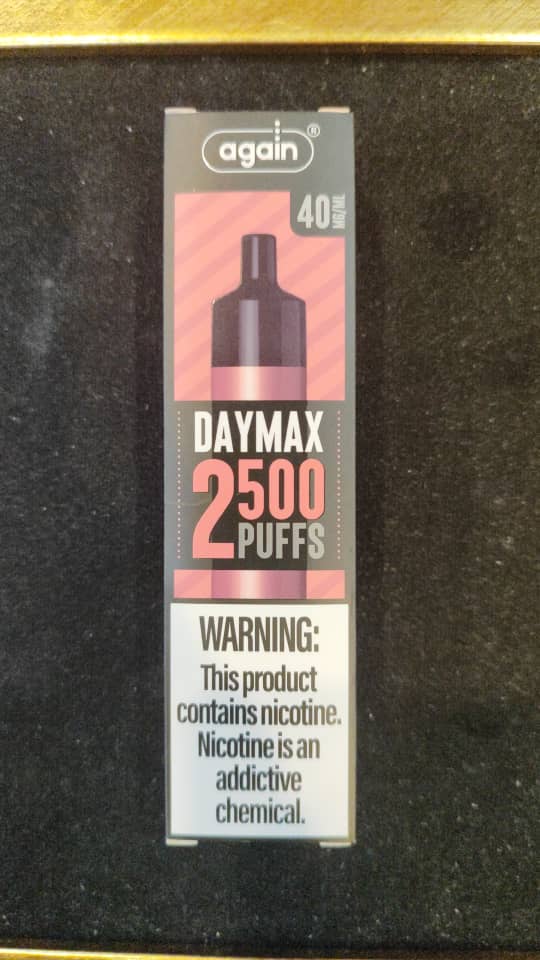 again®
40 MG/ML
DAYMAX
2500
PUFFS
WARNING:
This product
contains nicotine.
Nicotine is an
addictive
chemical.